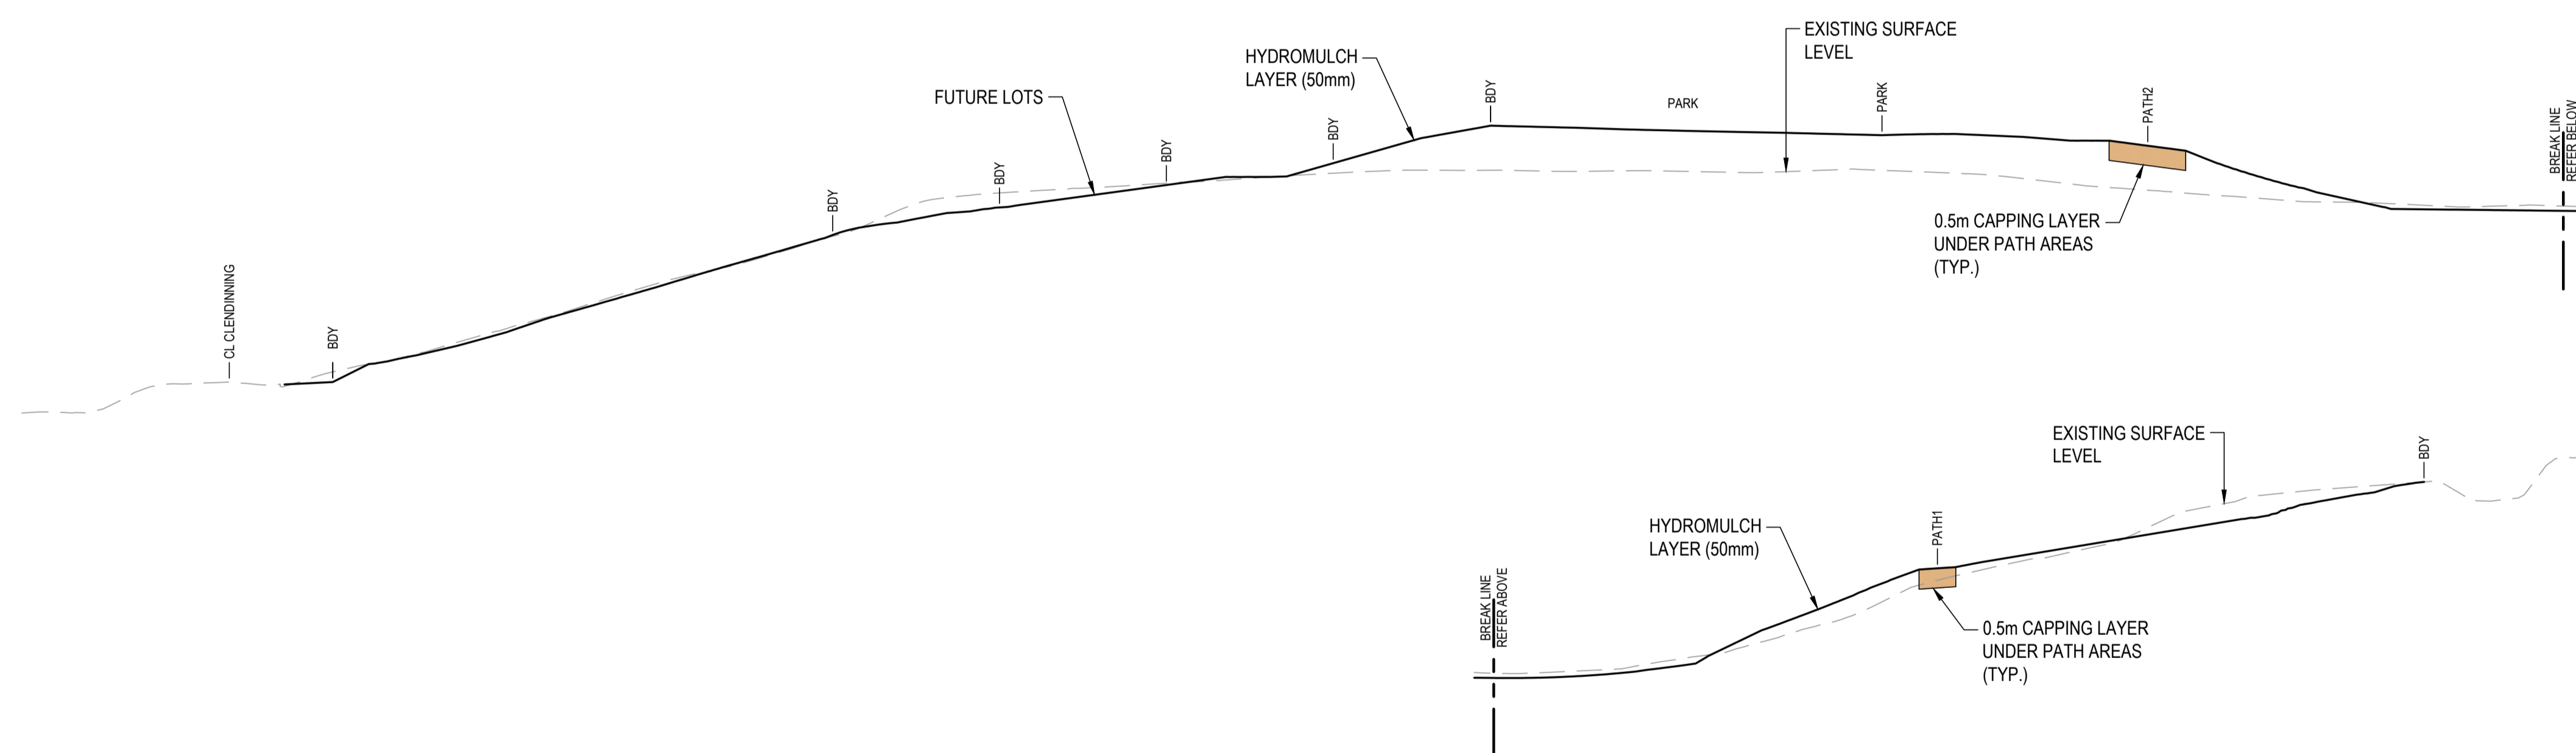 EXISTING SURFACE
LEVEL
HYDROMULCH
LAYER (50mm)
FUTURE LOTS
BDY
PARK
PARK
PATH2
BREAK LINE
REFER BELOW
BDY
BDY
BDY
BDY
0.5m CAPPING LAYER
UNDER PATH AREAS
(TYP.)
CL CLENDINNING
BDY
EXISTING SURFACE
LEVEL
BDY
HYDROMULCH
LAYER (50mm)
PATH1
BREAK LINE
REFER ABOVE
0.5m CAPPING LAYER
UNDER PATH AREAS
(TYP.)